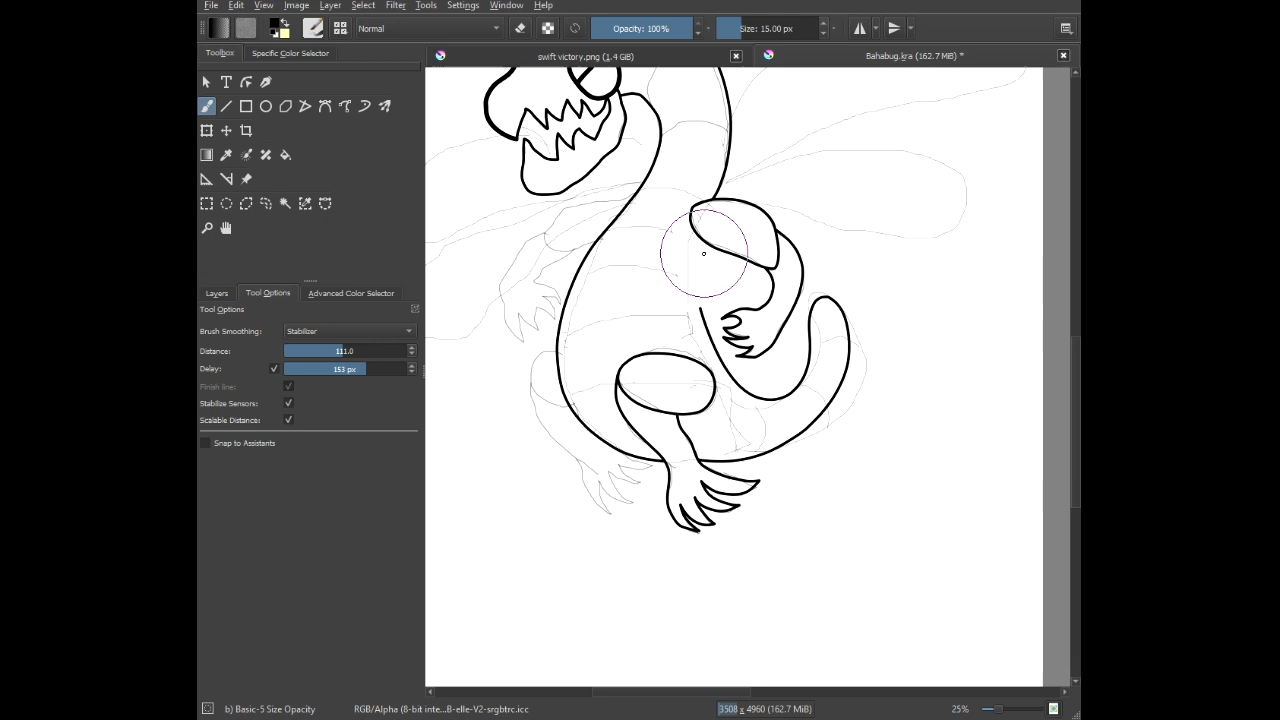 File Edit View Image Layer Select Filter Tools Settings Window Help
Normal Opacity: 100% Size: 15.00 px
Toolbox Specific Color Selector swift victory.png (1.4 GiB) Bahabug.kra (162.7 MiB) *
Layers Tool Options Advanced Color Selector
Tool Options
Brush Smoothing: Stabilizer
Distance: 111.0
Delay: 153 px
Finish line:
Stabilize Sensors:
Scalable Distance:
Snap to Assistants
b) Basic-5 Size Opacity RGB/Alpha (8-bit inte...B-elle-V2-srgbtrc.icc 3508 x 4960 (162.7 MiB) 25%